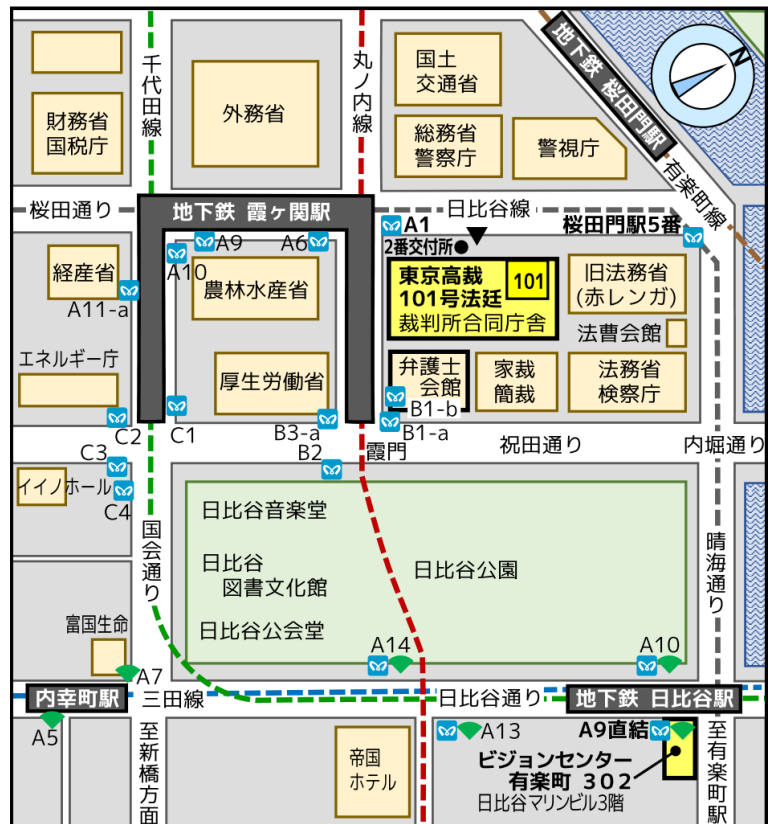 千代田線
丸ノ内線
国土
交通省
地下鉄 桜田門駅
N
財務省
国税庁
外務省
総務省
警察庁
警視庁
有楽町線
桜田通り
地下鉄 霞ヶ関駅
日比谷線
A1
桜田門駅5番
2番交付所
A9
A6
A10
経産省
A11-a
農林水産省
東京高裁
101号法廷
裁判所合同庁舎
101
旧法務省
(赤レンガ)
法曹会館
エネルギー庁
厚生労働省
弁護士
会館
家裁
簡裁
法務省
検察庁
B1-b
C2
C1
B3-a
B1-a
C3
B2
霞門
祝田通り
内堀通り
イイノホール
C4
国会通り
日比谷音楽堂
日比谷
図書文化館
日比谷公園
日比谷公会堂
晴海通り
富国生命
A7
A14
A10
内幸町駅
三田線
日比谷通り
地下鉄 日比谷駅
A5
至新橋方面
帝国
ホテル
A13
A9直結
ビジョンセンター
有楽町 302
日比谷マリンビル3階
至有楽町駅